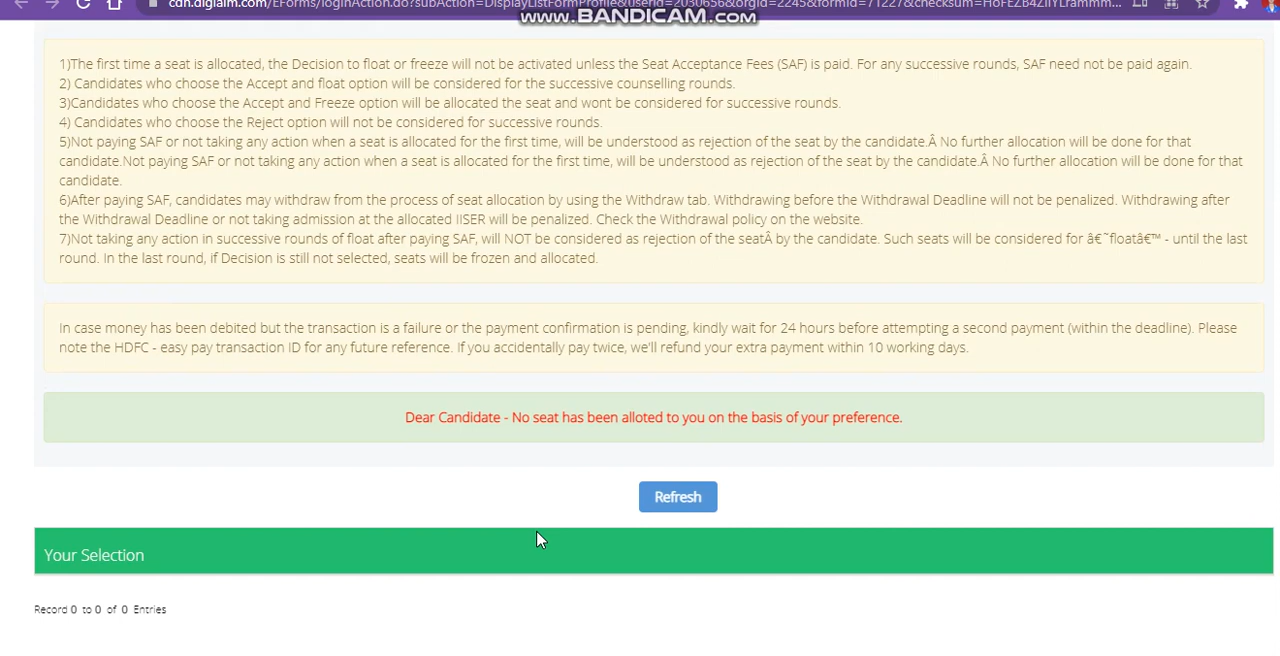 cdn.digialm.com/EForms/loginAction.do?subAction=DisplayListFormProfile&userid=2030656&orgId=2245&formId=71227&checksum=
www.BANDICAM.com
1)The first time a seat is allocated, the Decision to float or freeze will not be activated unless the Seat Acceptance Fees (SAF) is paid. For any successive rounds, SAF need not be paid again.
2) Candidates who choose the Accept and float option will be considered for the successive counselling rounds.
3)Candidates who choose the Accept and Freeze option will be allocated the seat and wont be considered for successive rounds.
4) Candidates who choose the Reject option will not be considered for successive rounds.
5)Not paying SAF or not taking any action when a seat is allocated for the first time, will be understood as rejection of the seat by the candidate.Â No further allocation will be done for that
candidate.Not paying SAF or not taking any action when a seat is allocated for the first time, will be understood as rejection of the seat by the candidate.Â No further allocation will be done for that
candidate.
6)After paying SAF, candidates may withdraw from the process of seat allocation by using the Withdraw tab. Withdrawing before the Withdrawal Deadline will not be penalized. Withdrawing after
the Withdrawal Deadline or not taking admission at the allocated IISER will be penalized. Check the Withdrawal policy on the website.
7)Not taking any action in successive rounds of float after paying SAF, will NOT be considered as rejection of the seatÂ by the candidate. Such seats will be considered for â€˜floatâ€™ - until the last
round. In the last round, if Decision is still not selected, seats will be frozen and allocated.
In case money has been debited but the transaction is a failure or the payment confirmation is pending, kindly wait for 24 hours before attempting a second payment (within the deadline). Please
note the HDFC - easy pay transaction ID for any future reference. If you accidentally pay twice, we'll refund your extra payment within 10 working days.
Dear Candidate - No seat has been alloted to you on the basis of your preference.
Refresh
Your Selection
Record 0 to 0 of 0 Entries